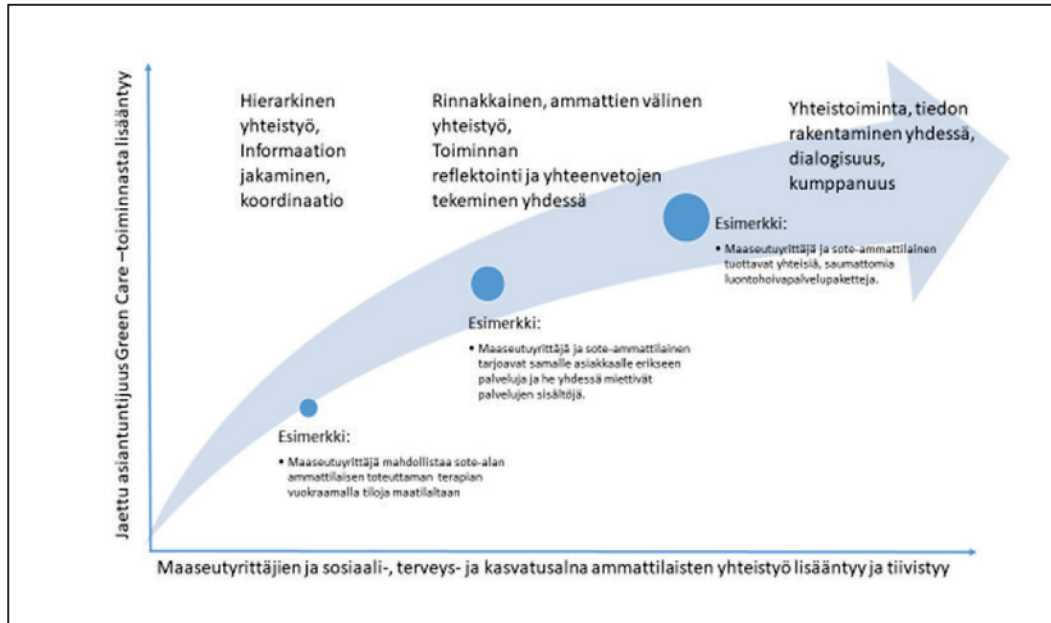 Jaettu asiantuntijuus Green Care –toiminnasta lisääntyy
Hierarkinen
yhteistyö,
Informaation
jakaminen,
koordinaatio
Rinnakkainen, ammattien välinen
yhteistyö,
Toiminnan
reflektointi ja yhteenvetojen
tekeminen yhdessä
Yhteistoiminta, tiedon
rakentaminen yhdessä,
dialogisuus,
kumppanuus
Esimerkki:
• Maaseutuyrittäjä ja sote-ammattilainen
tuottavat yhteisiä, saumattomia
luontohoivapalvelupaketteja.
Esimerkki:
• Maaseutuyrittäjä ja sote-ammattilainen
tarjoavat samalle asiakkaalle erikseen
palveluja ja he yhdessä miettivät
palvelujen sisältöjä.
Esimerkki:
• Maaseutuyrittäjä mahdollistaa sote-alan
ammattilaisen toteuttaman terapian
vuokraamalla tiloja maatilaltaan
Maaseutuyrittäjien ja sosiaali-, terveys- ja kasvatusalna ammattilaisten yhteistyö lisääntyy ja tiivistyy